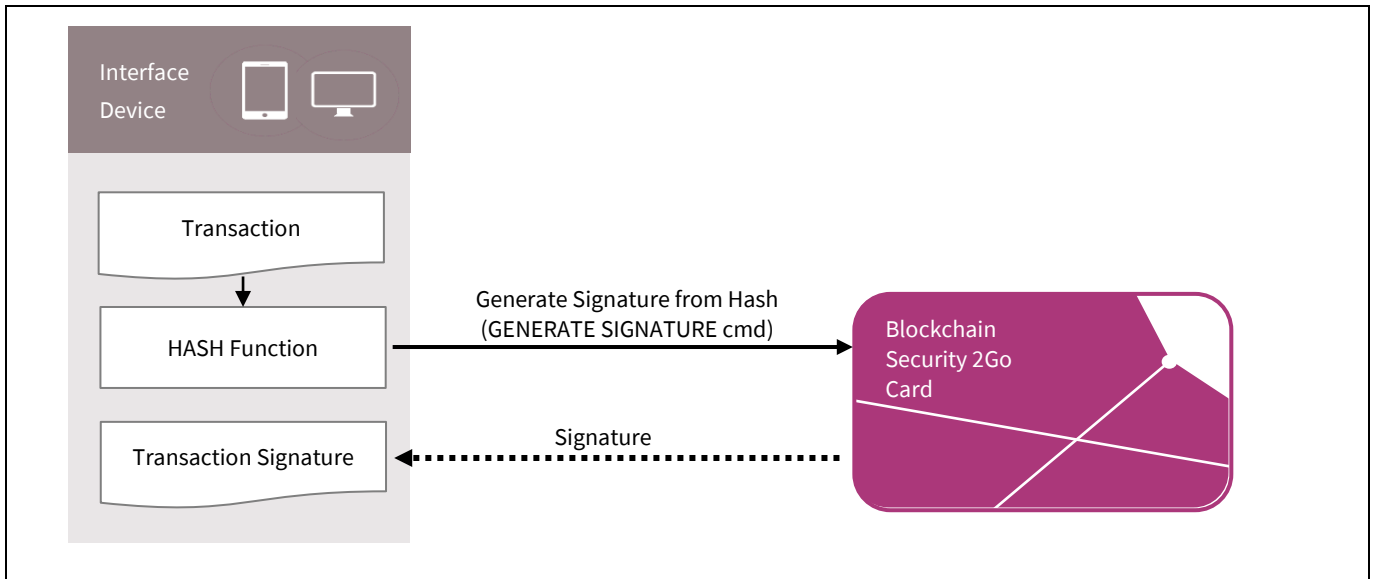 Interface
Device
Transaction
HASH Function
Transaction Signature
Generate Signature from Hash
(GENERATE SIGNATURE cmd)
Signature
Blockchain
Security 2Go
Card